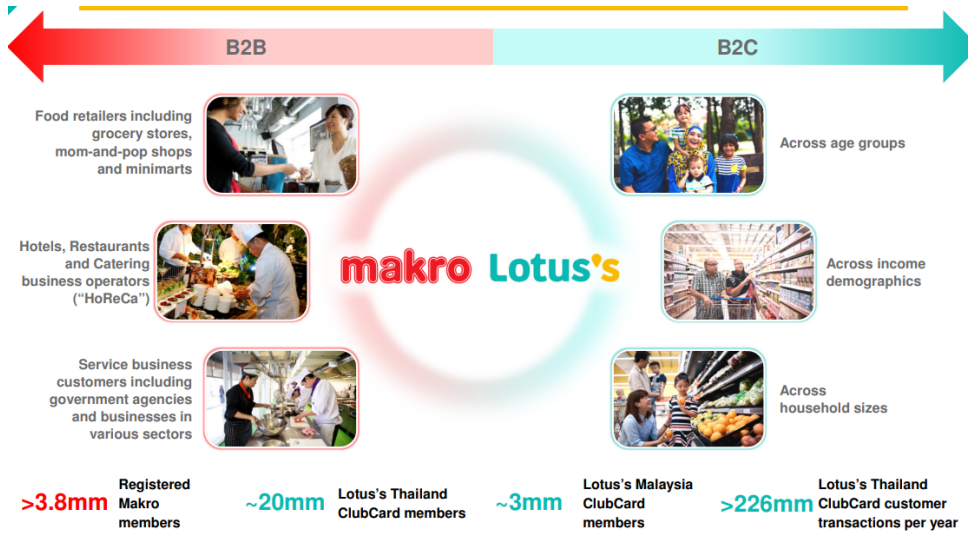 B2B
B2C
Food retailers including
grocery stores,
mom-and-pop shops
and minimarts
Across age groups
Hotels, Restaurants
and Catering
business operators
(“HoReCa”)
makro
Lotus's
Across income
demographics
Service business
customers including
government agencies
and businesses in
various sectors
Across
household sizes
>3.8mm
Registered
Makro
members
~20mm
Lotus's Thailand
ClubCard members
~3mm
Lotus's Malaysia
ClubCard
members
>226mm
Lotus's Thailand
ClubCard customer
transactions per year